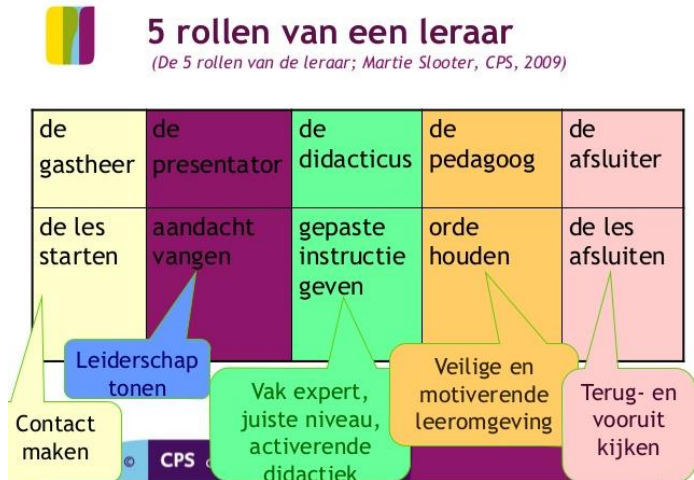 5 rollen van een leraar
(De 5 rollen van de leraar; Martie Slooter, CPS, 2009)
de
gastheer
de
presentator
de
didacticus
de
pedagoog
de
afsluiter
de les
starten
aandacht
vangen
gepaste
instructie
geven
orde
houden
de les
afsluiten
Contact
maken
Leiderschap
tonen
Vak expert,
juiste niveau,
activerende
didactiek
Veilige en
motiverende
leeromgeving
Terug- en
vooruit
kijken
© CPS